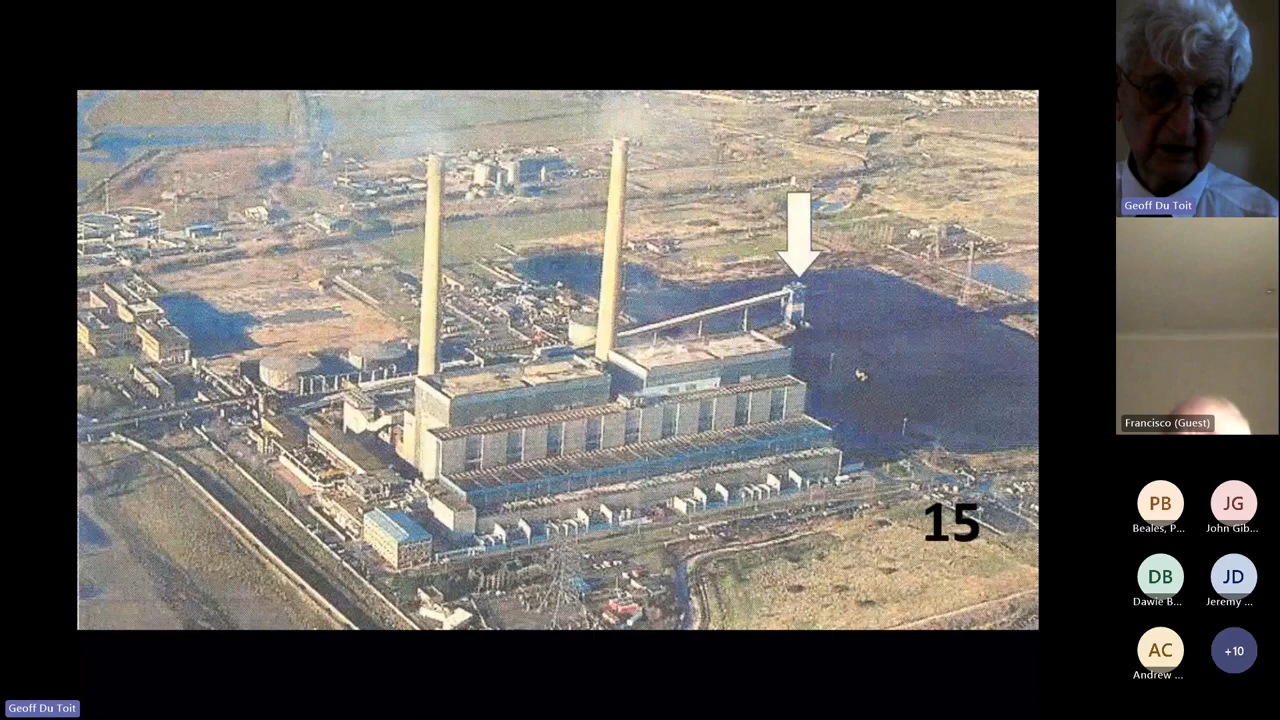 15
Geoff Du Toit
Francisco (Guest)
PB
JG
Beales, P...
John Gib...
DB
JD
Dawie B...
Jeremy ...
AC
+10
Andrew ...
Geoff Du Toit